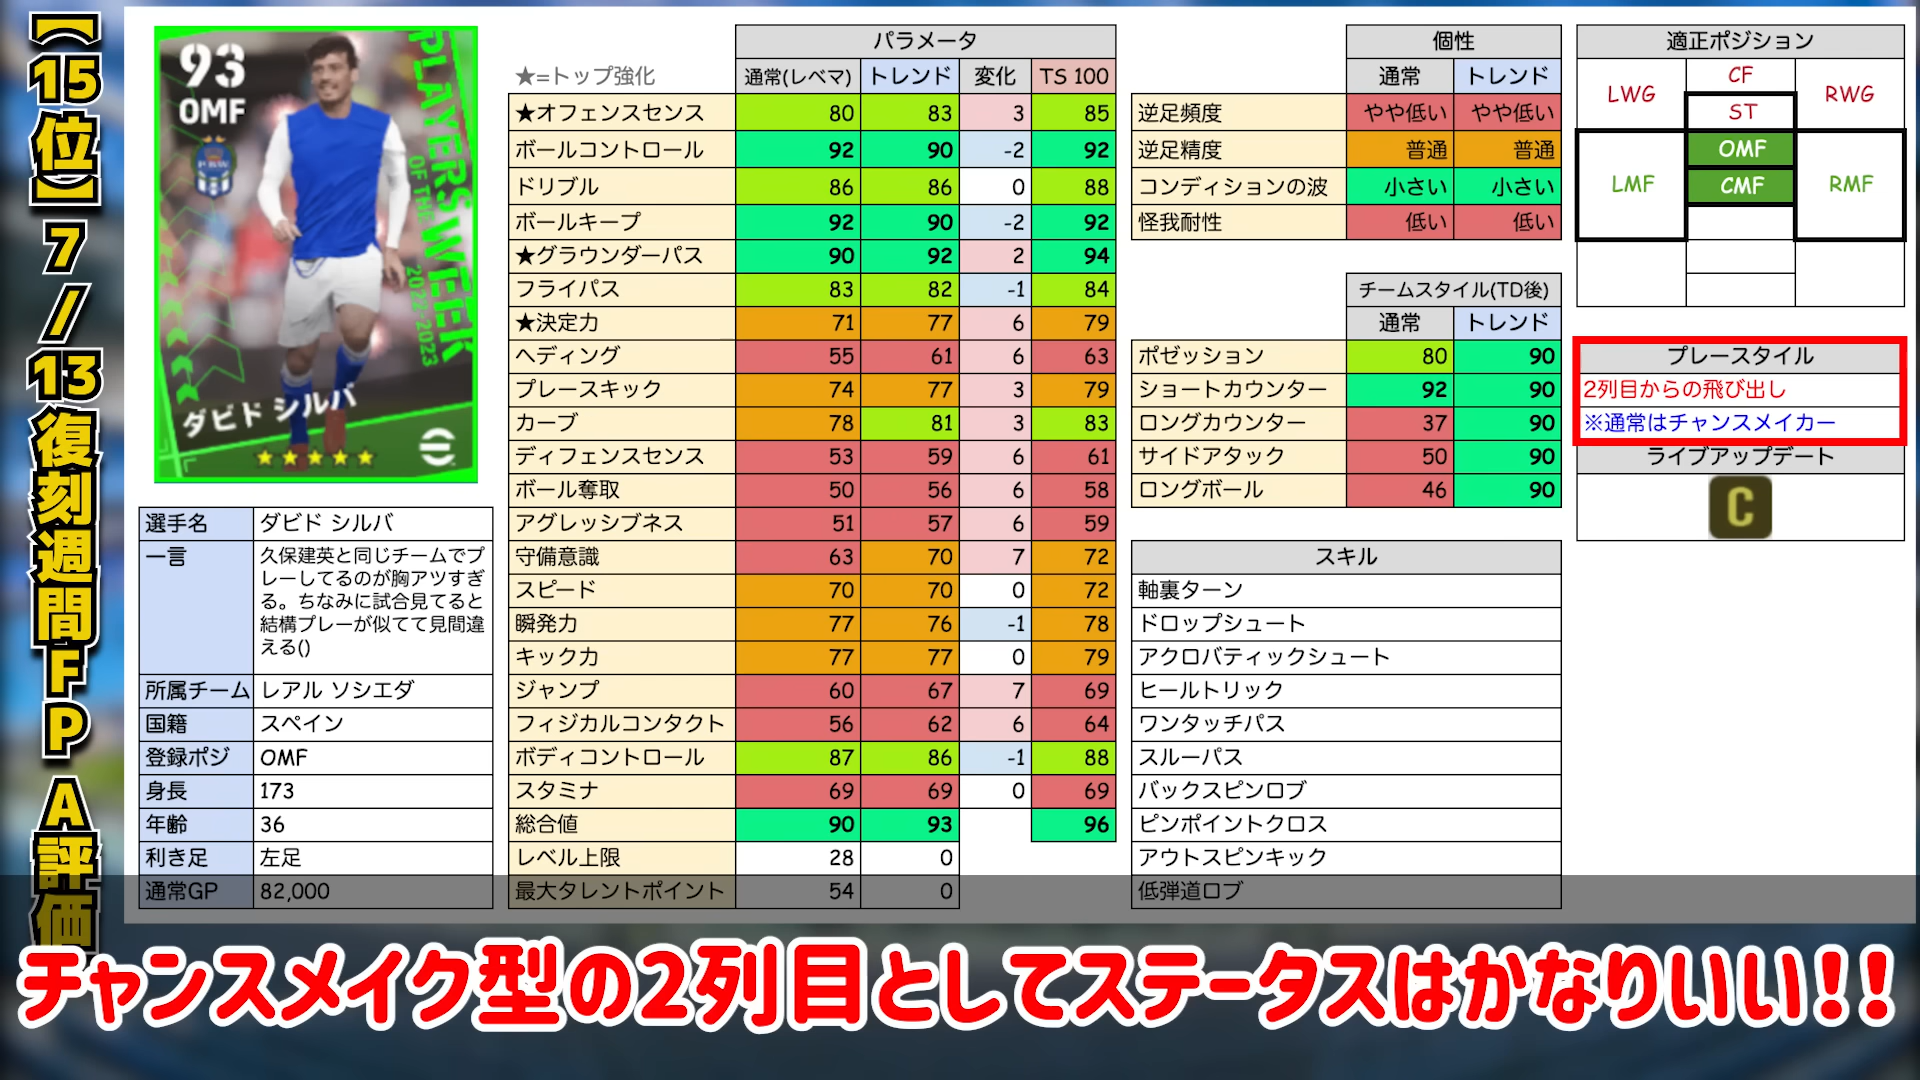 【15位】7/13復刻週間FP A評価
93
OMF
PLAYERS OF THE WEEK
2022-2023
ダビド シルバ
★★★★★
選手名 ダビド シルバ
一言 久保建英と同じチームでプ
レーしてるのが胸アツすぎ
る。ちなみに試合見てると
結構プレーが似てて見間違
える()
所属チーム レアル ソシエダ
国籍 スペイン
登録ポジ OMF
身長 173
年齢 36
利き足 左足
通常GP 82,000
パラメータ
★=トップ強化 通常(レベマ) トレンド 変化 TS 100
★オフェンスセンス 80 83 3 85
ボールコントロール 92 90 -2 92
ドリブル 86 86 0 88
ボールキープ 92 90 -2 92
★グラウンダーパス 90 92 2 94
フライパス 83 82 -1 84
★決定力 71 77 6 79
ヘディング 55 61 6 63
プレースキック 74 77 3 79
カーブ 78 81 3 83
ディフェンスセンス 53 59 6 61
ボール奪取 50 56 6 58
アグレッシブネス 51 57 6 59
守備意識 63 70 7 72
スピード 70 70 0 72
瞬発力 77 76 -1 78
キック力 77 77 0 79
ジャンプ 60 67 7 69
フィジカルコンタクト 56 62 6 64
ボディコントロール 87 86 -1 88
スタミナ 69 69 0 69
総合値 90 93 96
レベル上限 28 0
最大タレントポイント 54 0
個性
通常 トレンド
逆足頻度 やや低い やや低い
逆足精度 普通 普通
コンディションの波 小さい 小さい
怪我耐性 低い 低い
チームスタイル(TD後)
通常 トレンド
ポゼッション 80 90
ショートカウンター 92 90
ロングカウンター 37 90
サイドアタック 50 90
ロングボール 46 90
スキル
軸裏ターン
ドロップシュート
アクロバティックシュート
ヒールトリック
ワンタッチパス
スルーパス
バックスピンロブ
ピンポイントクロス
アウトスピンキック
低弾道ロブ
適正ポジション
LWG CF RWG
ST
OMF
LMF CMF RMF
プレースタイル
2列目からの飛び出し
※通常はチャンスメイカー
ライブアップデート
C
チャンスメイク型の2列目としてステータスはかなりいい!!